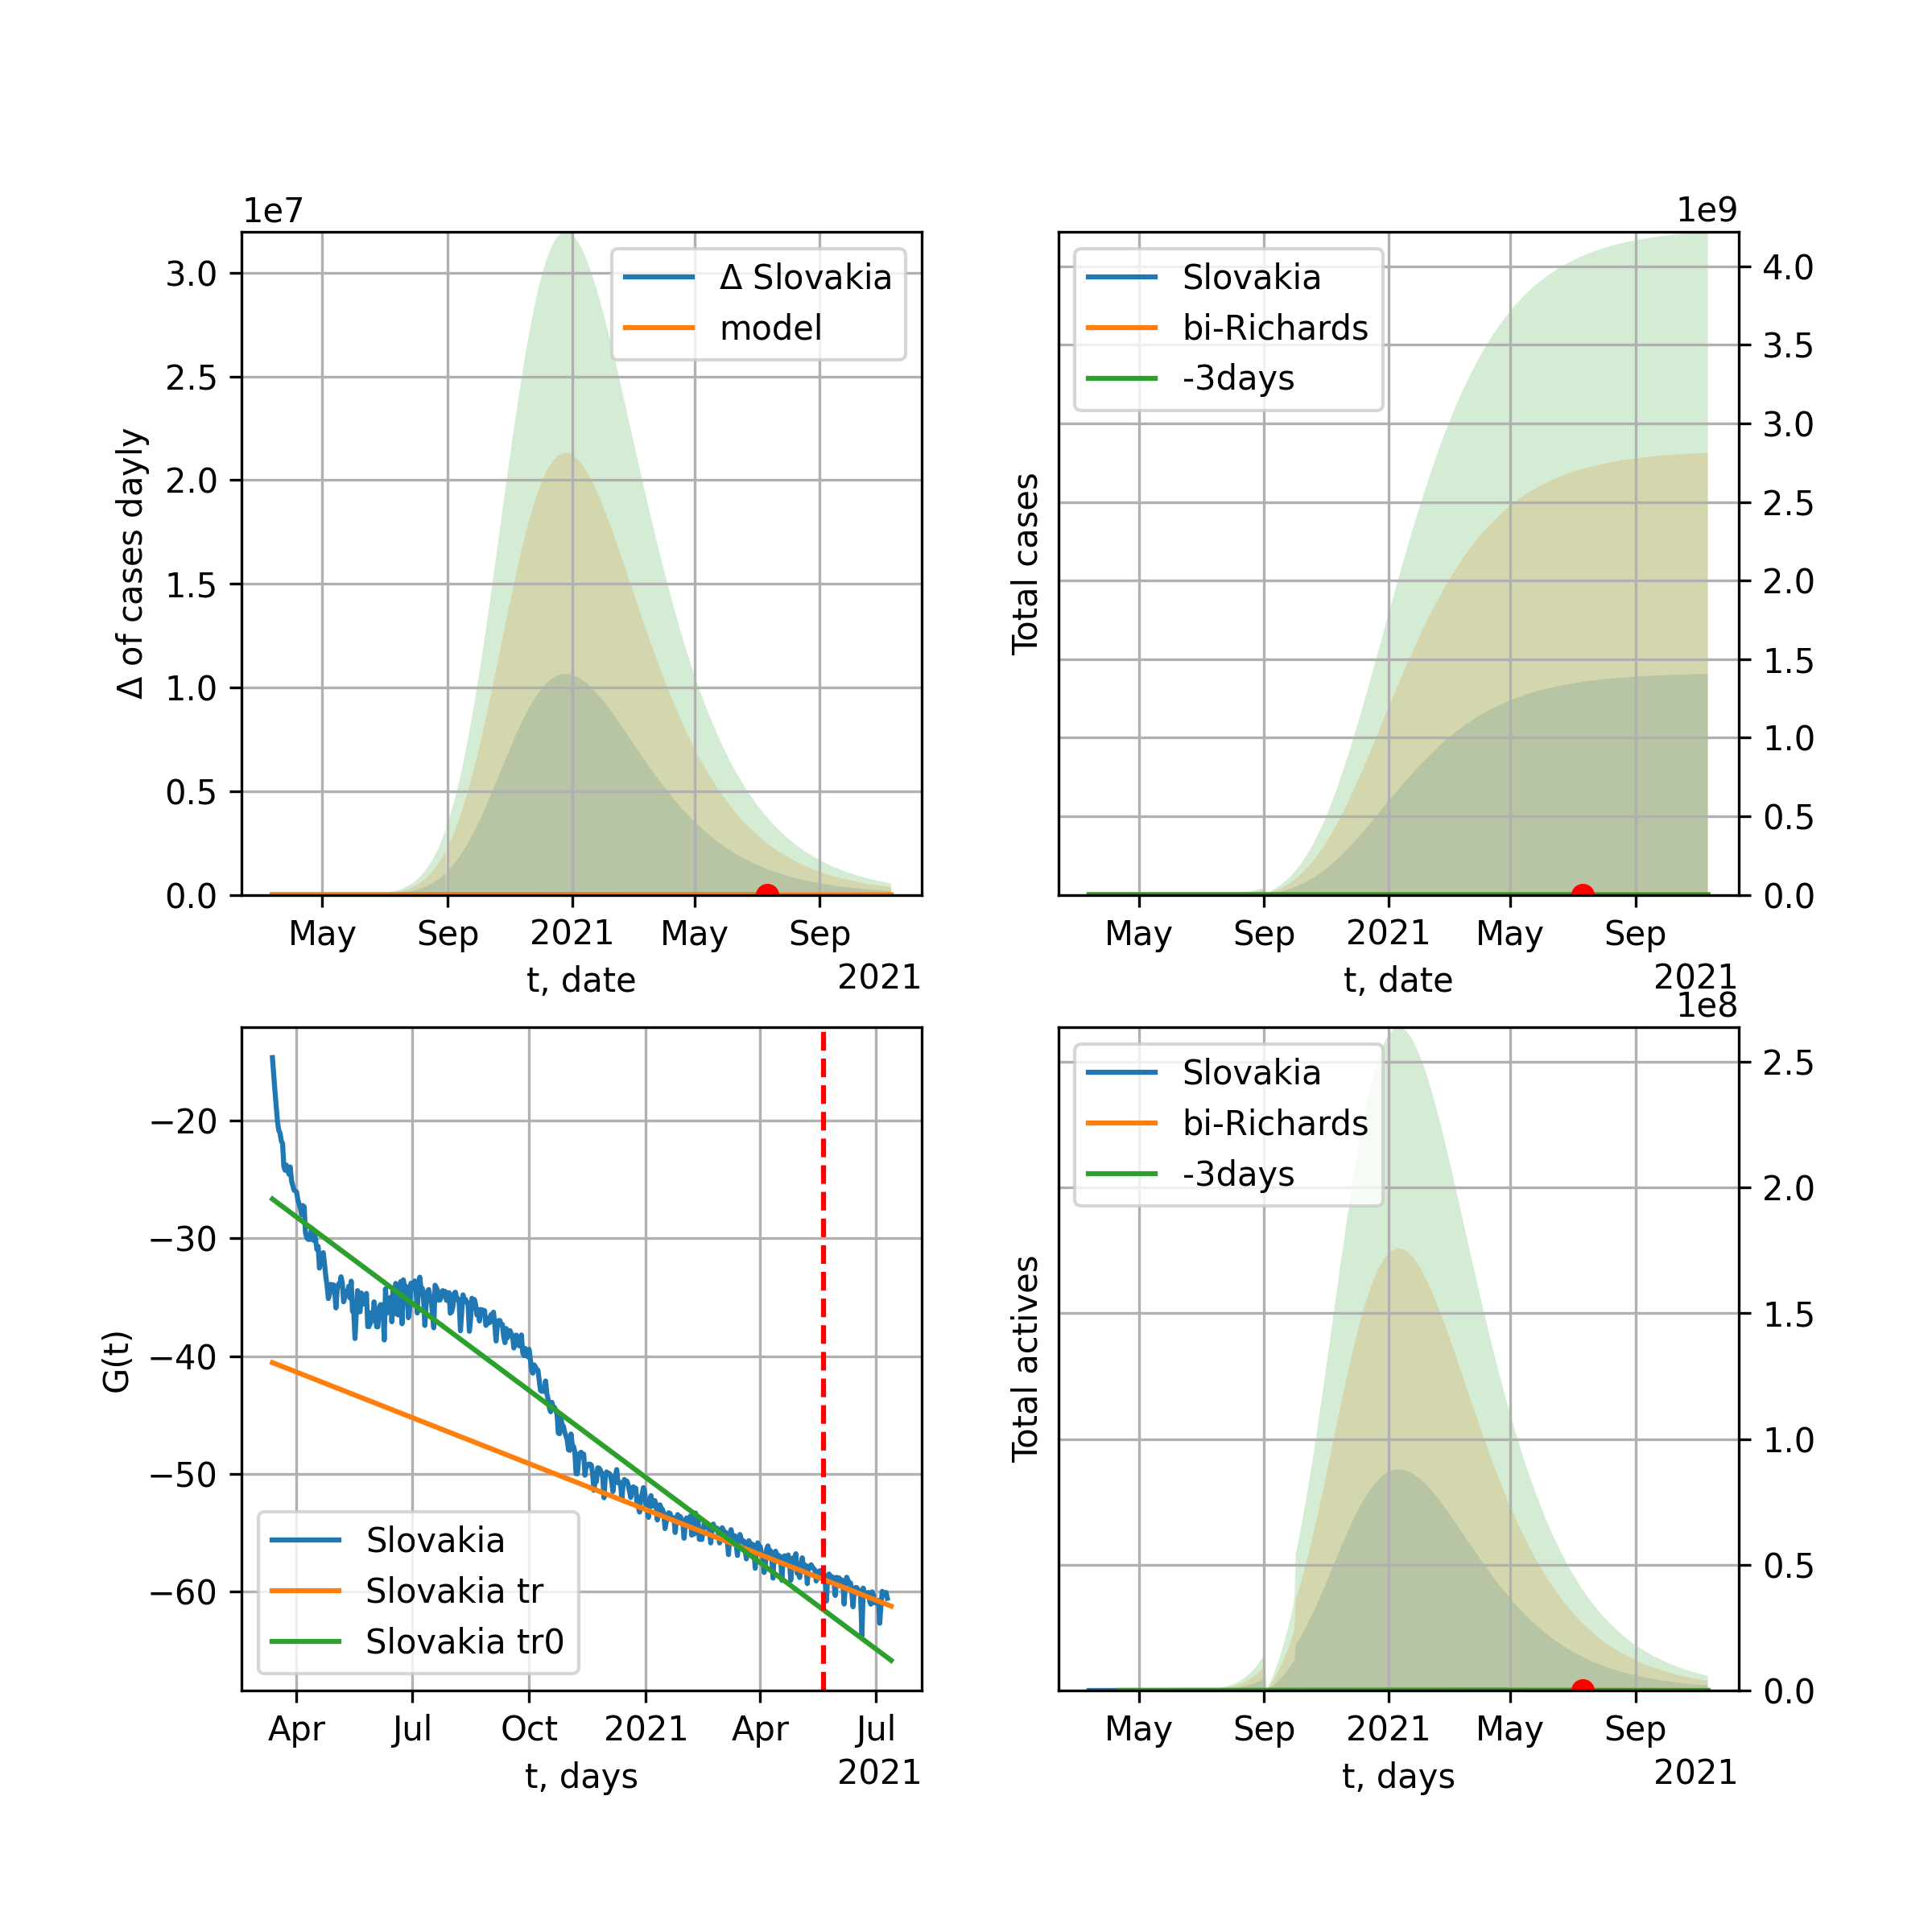 1e7
Δ of cases dayly
3.0
2.5
2.0
1.5
1.0
0.5
0.0
Δ Slovakia
model
May Sep 2021 May Sep
t, date
2021
1e9
Total cases
Slovakia
bi-Richards
-3days
4.0
3.5
3.0
2.5
2.0
1.5
1.0
0.5
0.0
May Sep 2021 May Sep
t, date
2021
G(t)
−20
−30
−40
−50
−60
Slovakia
Slovakia tr
Slovakia tr0
Apr Jul Oct 2021 Apr Jul
t, days
2021
1e8
Total actives
Slovakia
bi-Richards
-3days
2.5
2.0
1.5
1.0
0.5
0.0
May Sep 2021 May Sep
t, days
2021